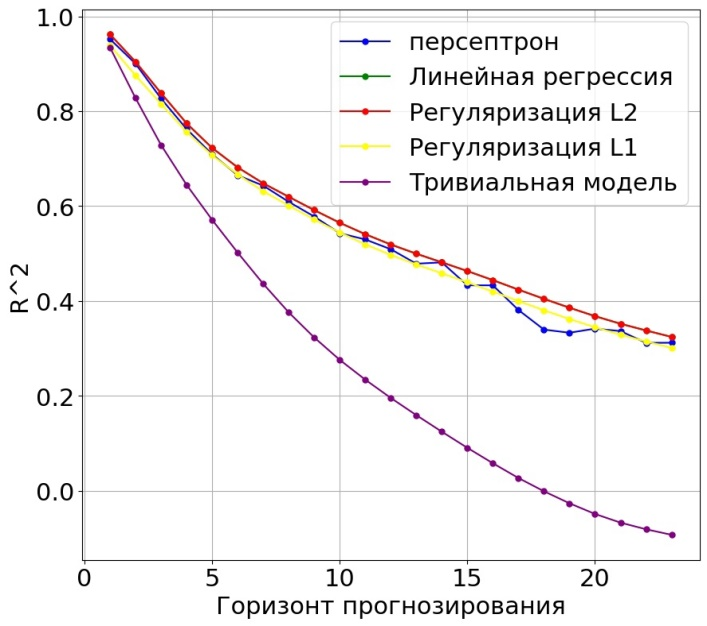 1.0
0.8
0.6
0.4
0.2
0.0
R^2
персептрон
Линейная регрессия
Регуляризация L2
Регуляризация L1
Тривиальная модель
0 5 10 15 20
Горизонт прогнозирования